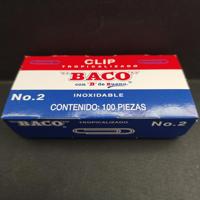 CLIP
TROPICALIZADO
"BACO"
con "B" de Bueno.
INOXIDABLE
No.2
CONTENIDO: 100 PIEZAS
"BACO"
TROPICALIZADO
No.2